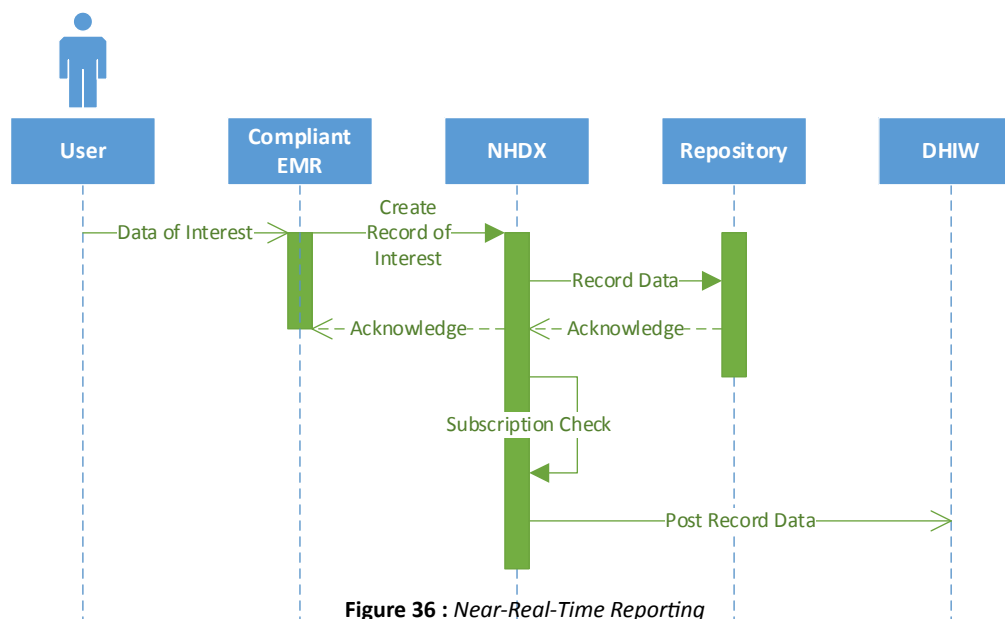 User
Compliant
EMR
NHDX
Repository
DHIW
Data of Interest
Create
Record of
Interest
Record Data
Acknowledge
Acknowledge
Subscription Check
Post Record Data
Figure 36 : Near-Real-Time Reporting